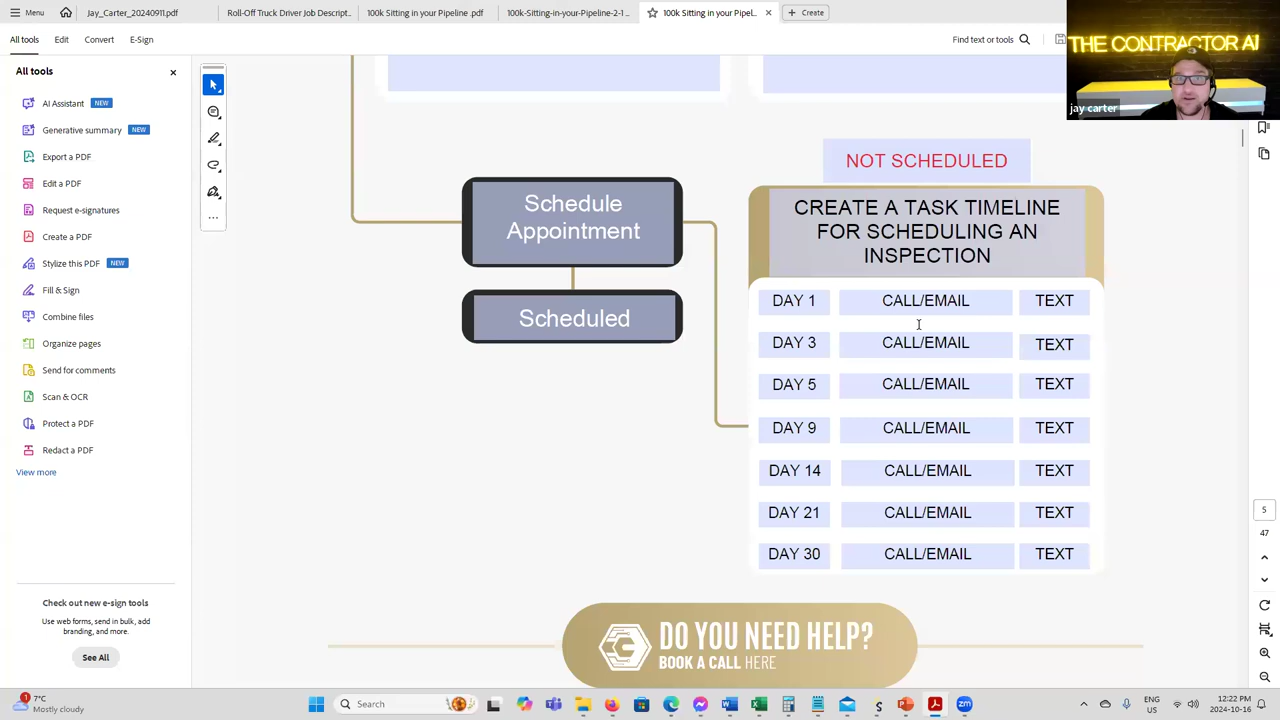 Menu
Jay_Carter_20240911.pdf
Roll-Off Truck Driver Job Descript...
100k Sitting in your Pipeline .pdf
100k-Sitting-in-your-Pipeline-2-1 ...
100k Sitting in your Pipel...
Create
All tools
Edit
Convert
E-Sign
Find text or tools
THE CONTRACTOR AI
jay carter
All tools
AI Assistant NEW
Generative summary NEW
Export a PDF
Edit a PDF
Request e-signatures
Create a PDF
Stylize this PDF NEW
Fill & Sign
Combine files
Organize pages
Send for comments
Scan & OCR
Protect a PDF
Redact a PDF
View more
Check out new e-sign tools
Use web forms, send in bulk, add
branding, and more.
See All
Schedule
Appointment
Scheduled
NOT SCHEDULED
CREATE A TASK TIMELINE
FOR SCHEDULING AN
INSPECTION
DAY 1 CALL/EMAIL TEXT
DAY 3 CALL/EMAIL TEXT
DAY 5 CALL/EMAIL TEXT
DAY 9 CALL/EMAIL TEXT
DAY 14 CALL/EMAIL TEXT
DAY 21 CALL/EMAIL TEXT
DAY 30 CALL/EMAIL TEXT
DO YOU NEED HELP?
BOOK A CALL HERE
5
47
1
7°C
Mostly cloudy
Search
ENG
US
12:22 PM
2024-10-16